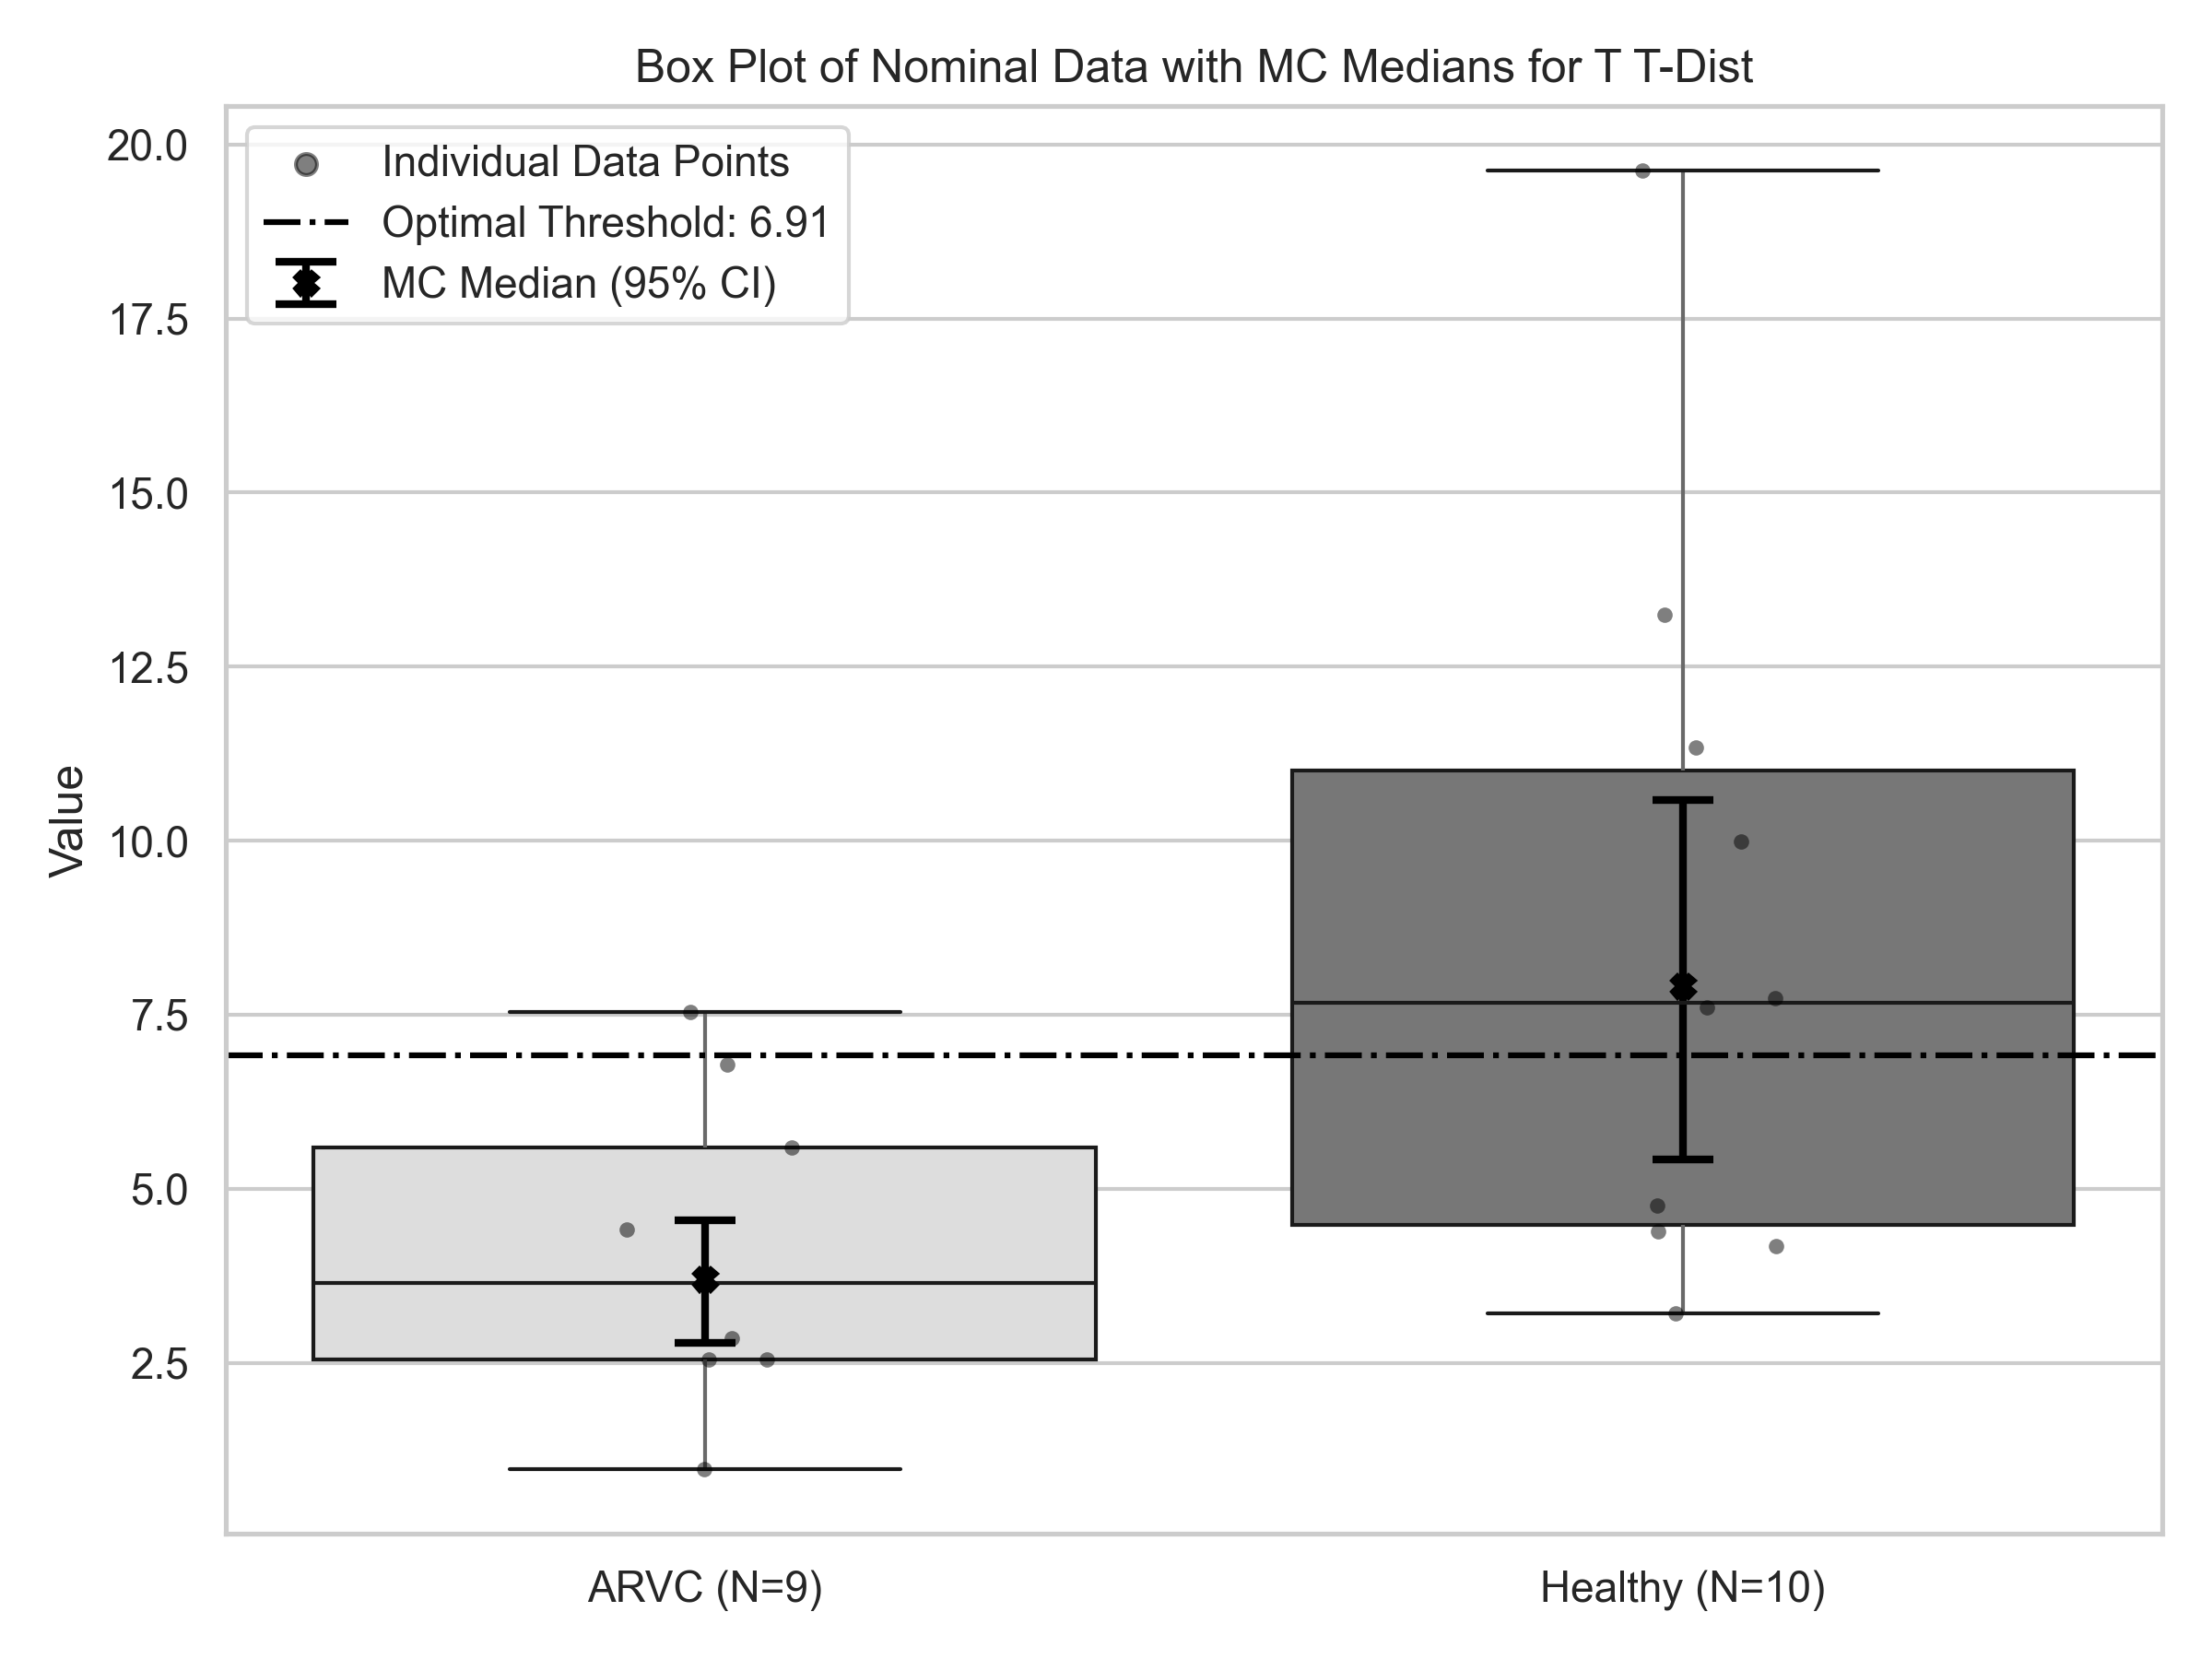 Box Plot of Nominal Data with MC Medians for T T-Dist
Individual Data Points
Optimal Threshold: 6.91
MC Median (95% CI)
20.0
17.5
15.0
12.5
10.0
7.5
5.0
2.5
Value
ARVC (N=9)
Healthy (N=10)